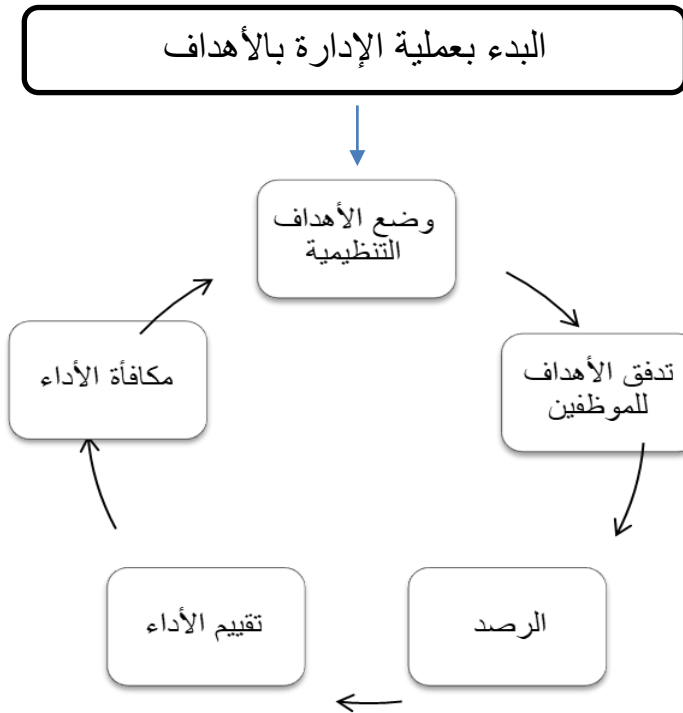 البدء بعملية الإدارة بالأهداف
وضع الأهداف
التنظيمية
تدفق الأهداف
للموظفين
الرصد
تقييم الأداء
مكافأة الأداء